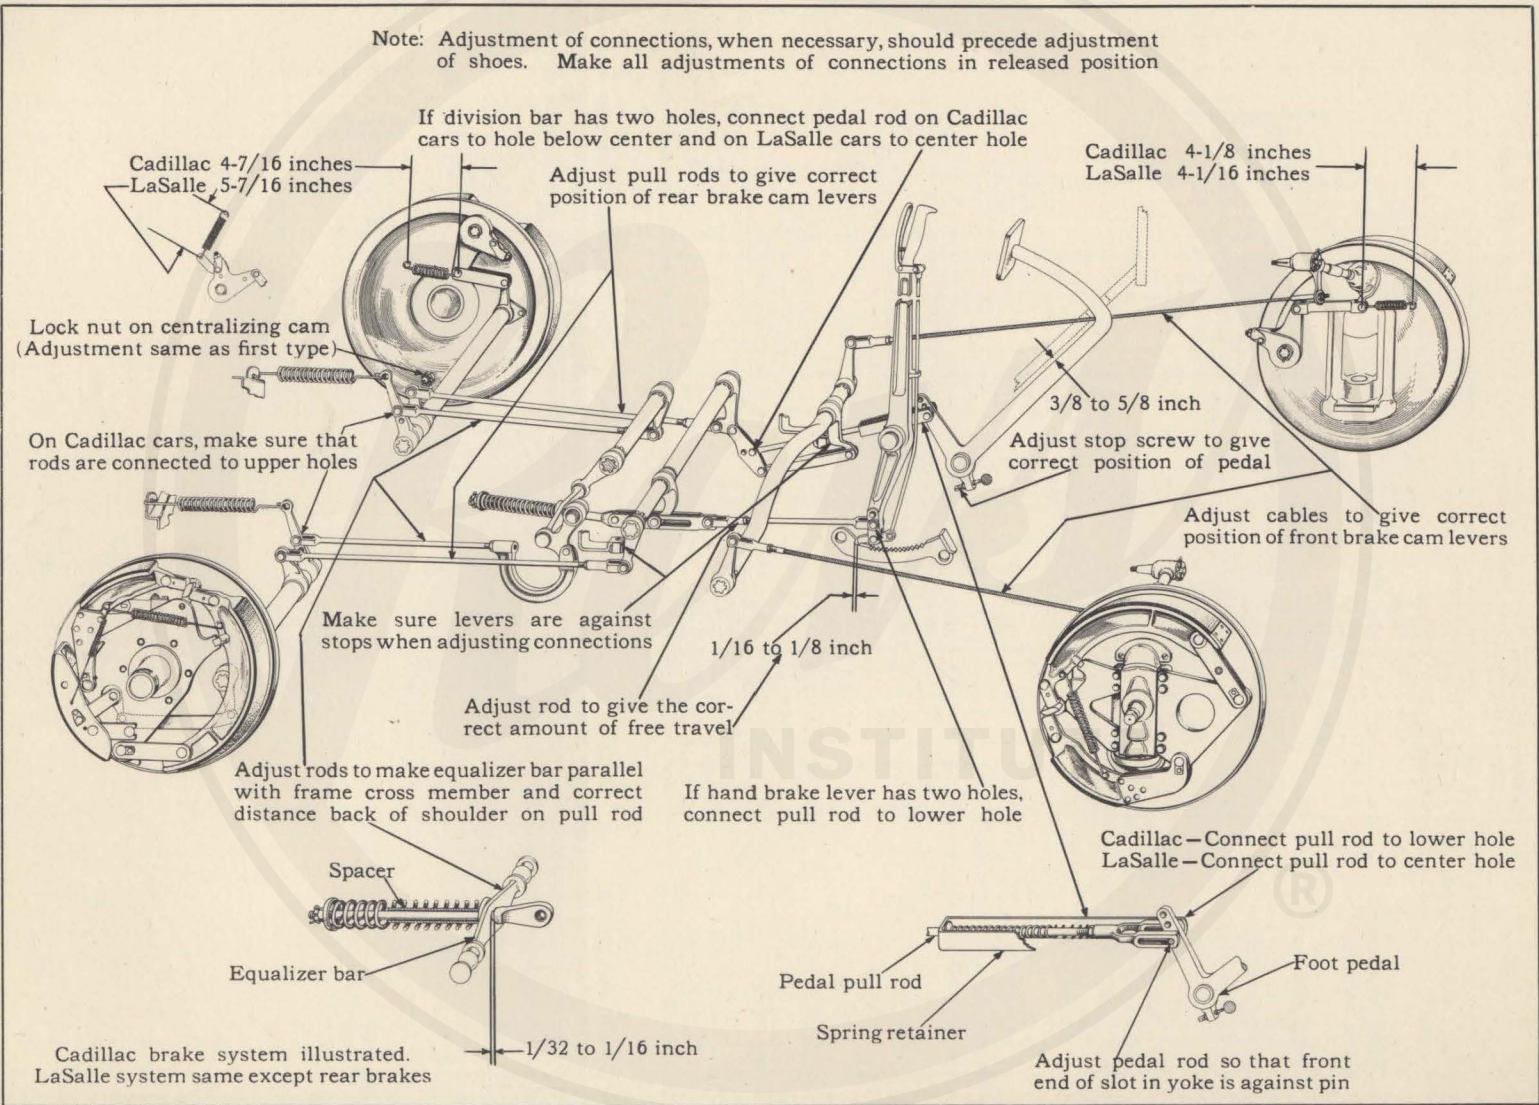 Note: Adjustment of connections, when necessary, should precede adjustment
of shoes. Make all adjustments of connections in released position
If division bar has two holes, connect pedal rod on Cadillac
cars to hole below center and on LaSalle cars to center hole
Cadillac 4-7/16 inches
LaSalle 5-7/16 inches
Adjust pull rods to give correct
position of rear brake cam levers
Cadillac 4-1/8 inches
LaSalle 4-1/16 inches
Lock nut on centralizing cam
(Adjustment same as first type)
3/8 to 5/8 inch
On Cadillac cars, make sure that
rods are connected to upper holes
Adjust stop screw to give
correct position of pedal
Adjust cables to give correct
position of front brake cam levers
Make sure levers are against
stops when adjusting connections
1/16 to 1/8 inch
Adjust rod to give the cor-
rect amount of free travel
INSTITU
Adjust rods to make equalizer bar parallel
with frame cross member and correct
distance back of shoulder on pull rod
If hand brake lever has two holes,
connect pull rod to lower hole
Cadillac—Connect pull rod to lower hole
LaSalle—Connect pull rod to center hole
®
Spacer
Equalizer bar
Pedal pull rod
Foot pedal
Spring retainer
1/32 to 1/16 inch
Cadillac brake system illustrated.
LaSalle system same except rear brakes
Adjust pedal rod so that front
end of slot in yoke is against pin